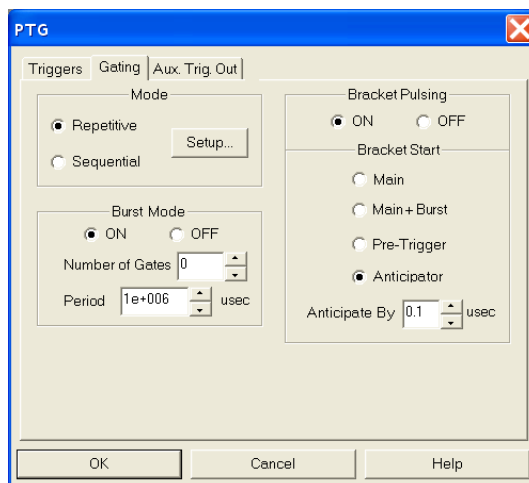 PTG
Triggers Gating Aux. Trig. Out
Mode
Repetitive
Sequential
Setup...
Burst Mode
ON OFF
Number of Gates 0
Period 1e+006 usec
Bracket Pulsing
ON OFF
Bracket Start
Main
Main + Burst
Pre-Trigger
Anticipator
Anticipate By 0.1 usec
OK Cancel Help